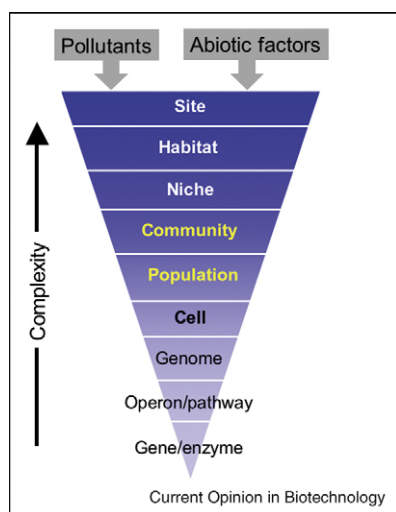 Pollutants
Abiotic factors
Site
Habitat
Niche
Community
Population
Cell
Genome
Operon/pathway
Gene/enzyme
Complexity
Current Opinion in Biotechnology